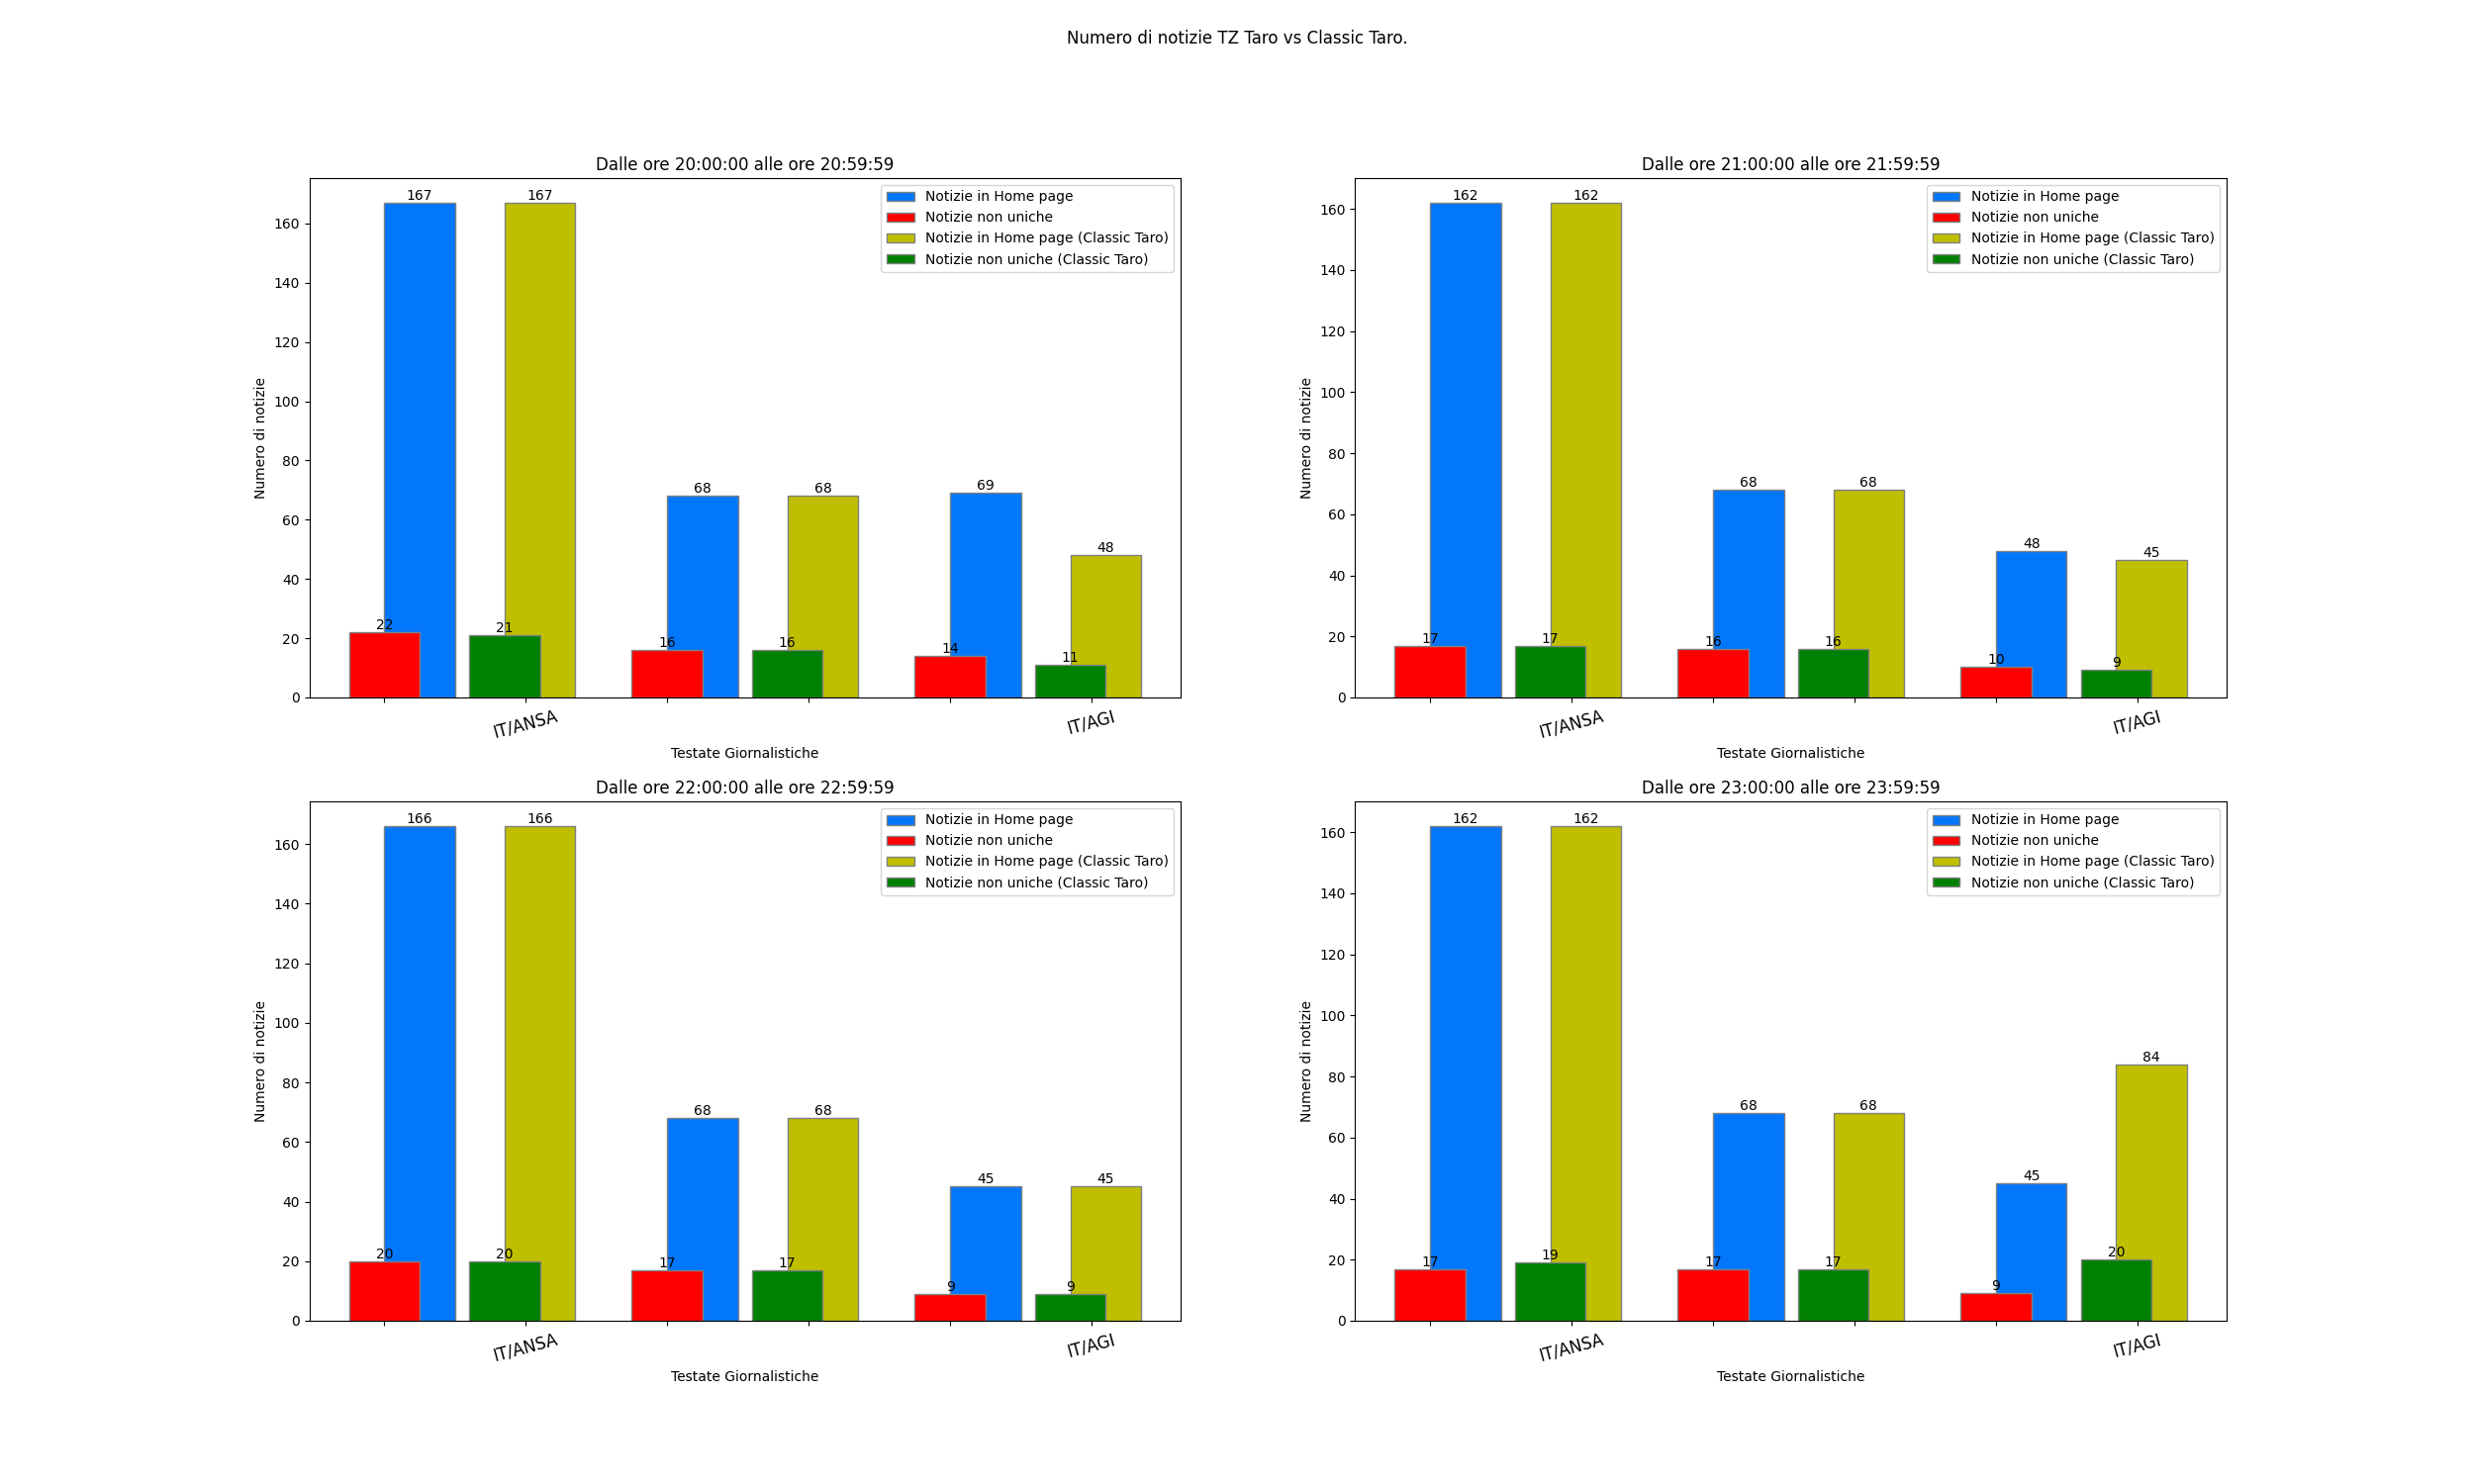 Numero di notizie TZ Taro vs Classic Taro.
Dalle ore 20:00:00 alle ore 20:59:59
Numero di notizie
160
140
120
100
80
60
40
20
0
167
167
22
21
68
68
16
16
69
48
14
11
Notizie in Home page
Notizie non uniche
Notizie in Home page (Classic Taro)
Notizie non uniche (Classic Taro)
IT/ANSA
IT/AGI
Testate Giornalistiche
Dalle ore 21:00:00 alle ore 21:59:59
Numero di notizie
160
140
120
100
80
60
40
20
0
162
162
17
17
68
68
16
16
48
45
10
9
Notizie in Home page
Notizie non uniche
Notizie in Home page (Classic Taro)
Notizie non uniche (Classic Taro)
IT/ANSA
IT/AGI
Testate Giornalistiche
Dalle ore 22:00:00 alle ore 22:59:59
Numero di notizie
160
140
120
100
80
60
40
20
0
166
166
20
20
68
68
17
17
45
45
9
9
Notizie in Home page
Notizie non uniche
Notizie in Home page (Classic Taro)
Notizie non uniche (Classic Taro)
IT/ANSA
IT/AGI
Testate Giornalistiche
Dalle ore 23:00:00 alle ore 23:59:59
Numero di notizie
160
140
120
100
80
60
40
20
0
162
162
17
19
68
68
17
17
45
84
9
20
Notizie in Home page
Notizie non uniche
Notizie in Home page (Classic Taro)
Notizie non uniche (Classic Taro)
IT/ANSA
IT/AGI
Testate Giornalistiche